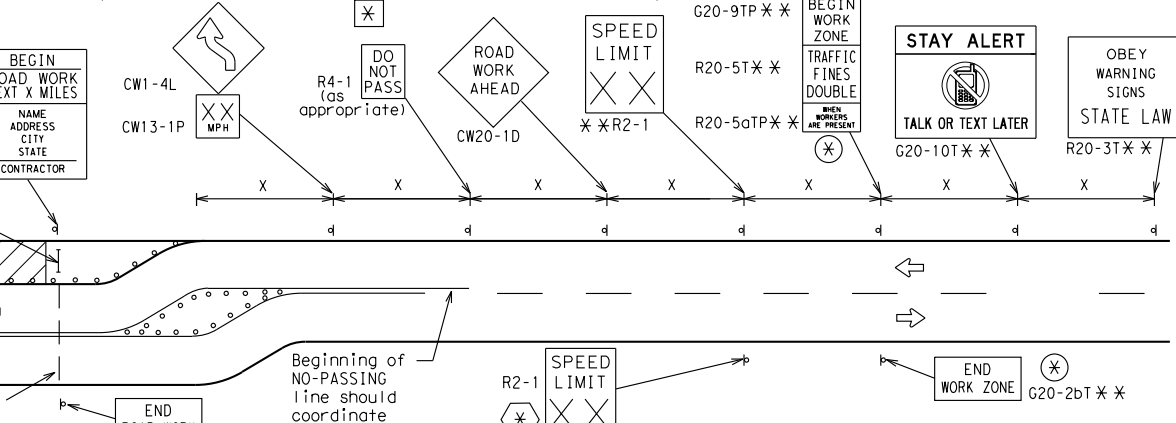 BEGIN
ROAD WORK
NEXT X MILES
NAME
ADDRESS
CITY
STATE
CONTRACTOR
CW1-4L
CW13-1P
X X
MPH
*
R4-1
(as
appropriate)
DO
NOT
PASS
ROAD
WORK
AHEAD
CW20-1D
SPEED
LIMIT
X X
* *R2-1
G20-9TP* *
R20-5T* *
R20-5aTP* *
BEGIN
WORK
ZONE
TRAFFIC
FINES
DOUBLE
WHEN
WORKERS
ARE PRESENT
*
STAY ALERT
TALK OR TEXT LATER
G20-10T* *
OBEY
WARNING
SIGNS
STATE LAW
R20-3T* *
X X X X X X X
Beginning of
NO-PASSING
line should
coordinate
R2-1
*
SPEED
LIMIT
X X
END
WORK ZONE
*
G20-2bT* *
END
ROAD WORK